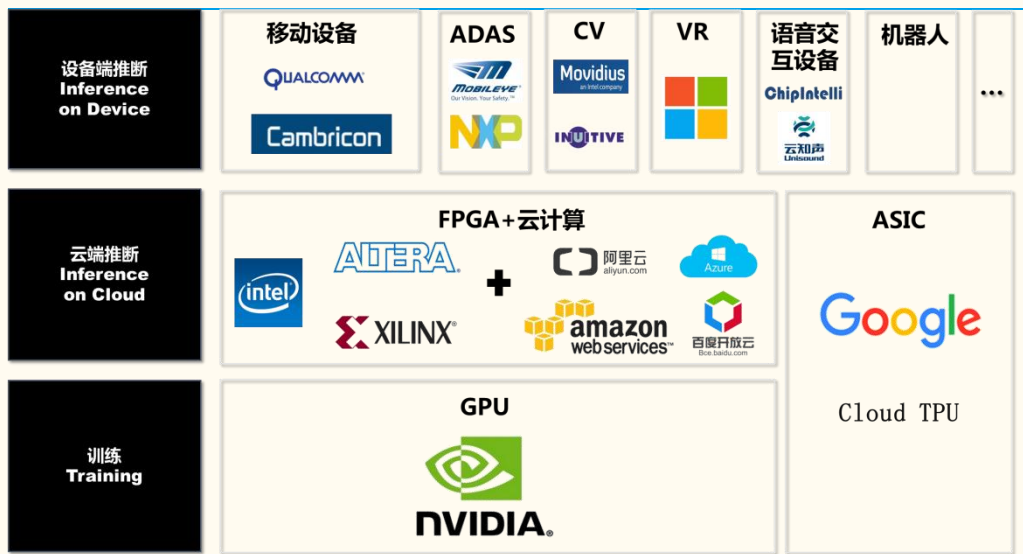 设备端推断
Inference
on Device
移动设备
QUALCOMM
Cambricon
ADAS
MOBILEYE
Our Vision. Your Safety.™
NXP
CV
Movidius
an Intel company
INUITIVE
VR
语音交
互设备
ChipIntelli
云知声
Unisound
机器人
...
云端推断
Inference
on Cloud
FPGA+云计算
intel
ALTERA.
XILINX®
+
阿里云
aliyun.com
Azure
amazon
web services™
百度开放云
Bce.baidu.com
ASIC
Google
Cloud TPU
训练
Training
GPU
NVIDIA.